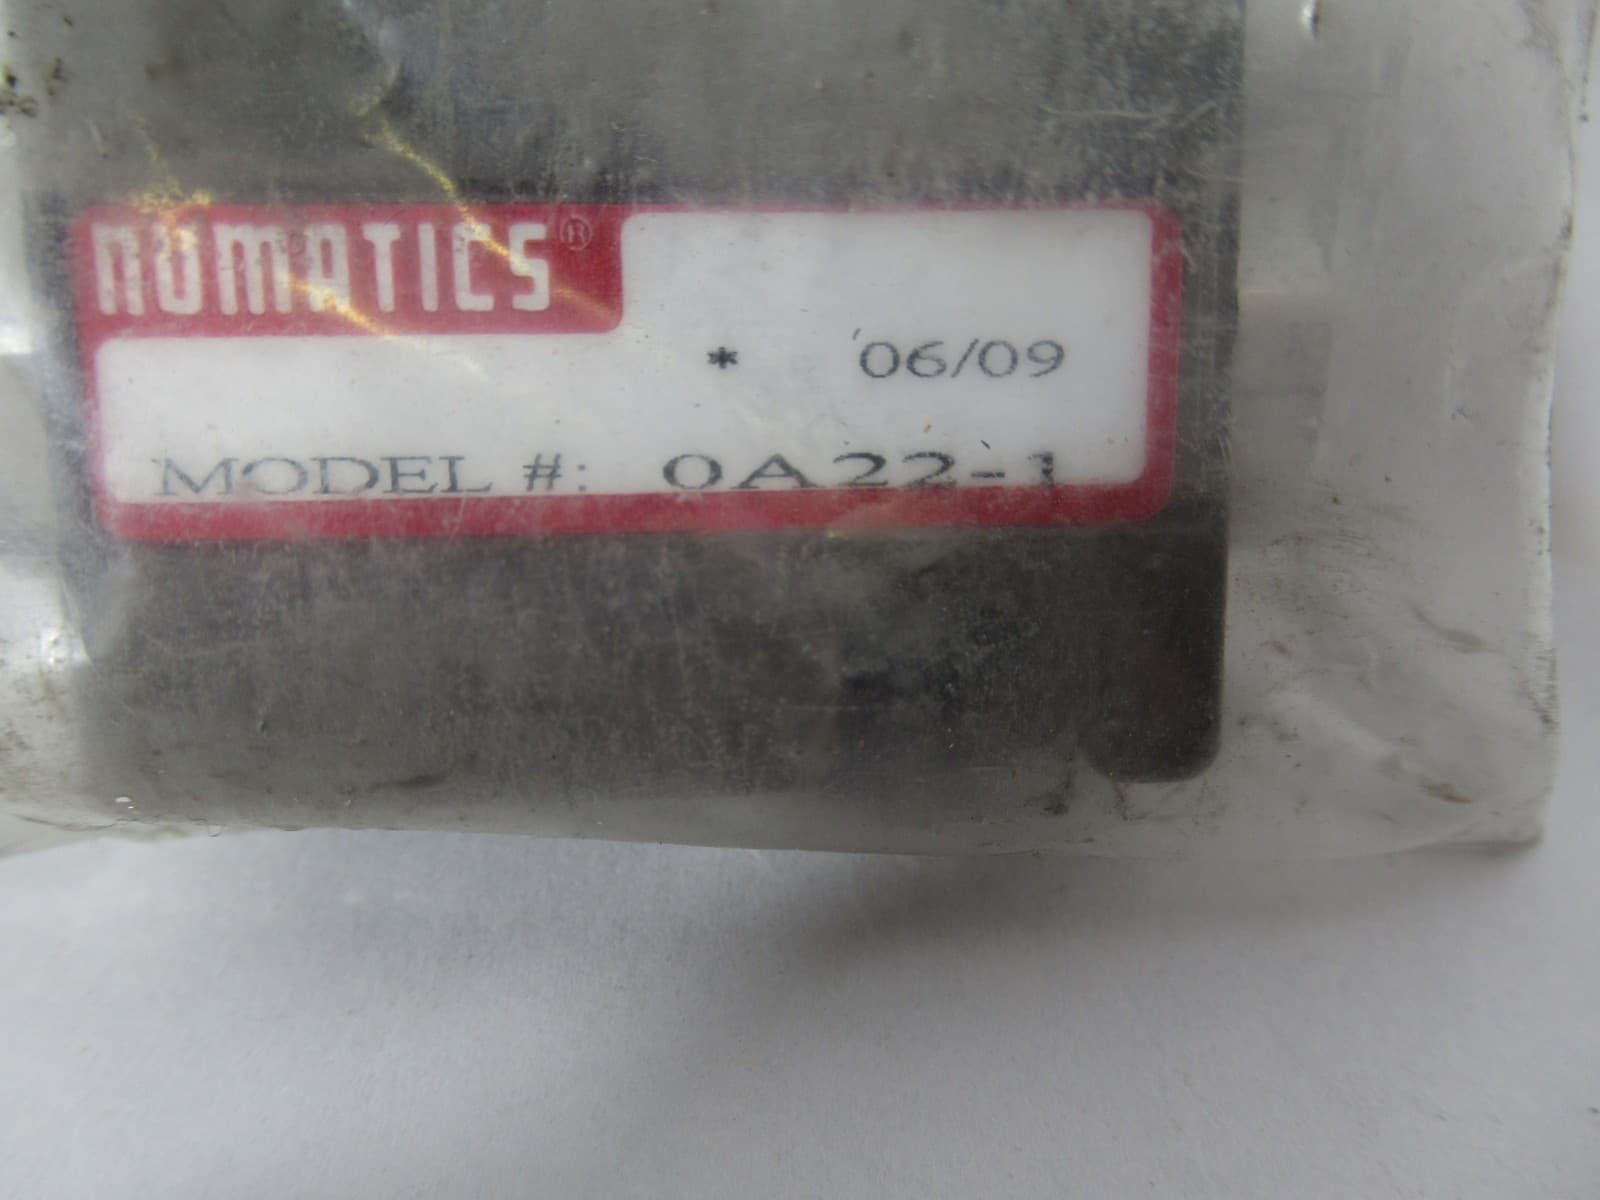 NUMATICS®
* 06/09
MODEL #: 0A22-1